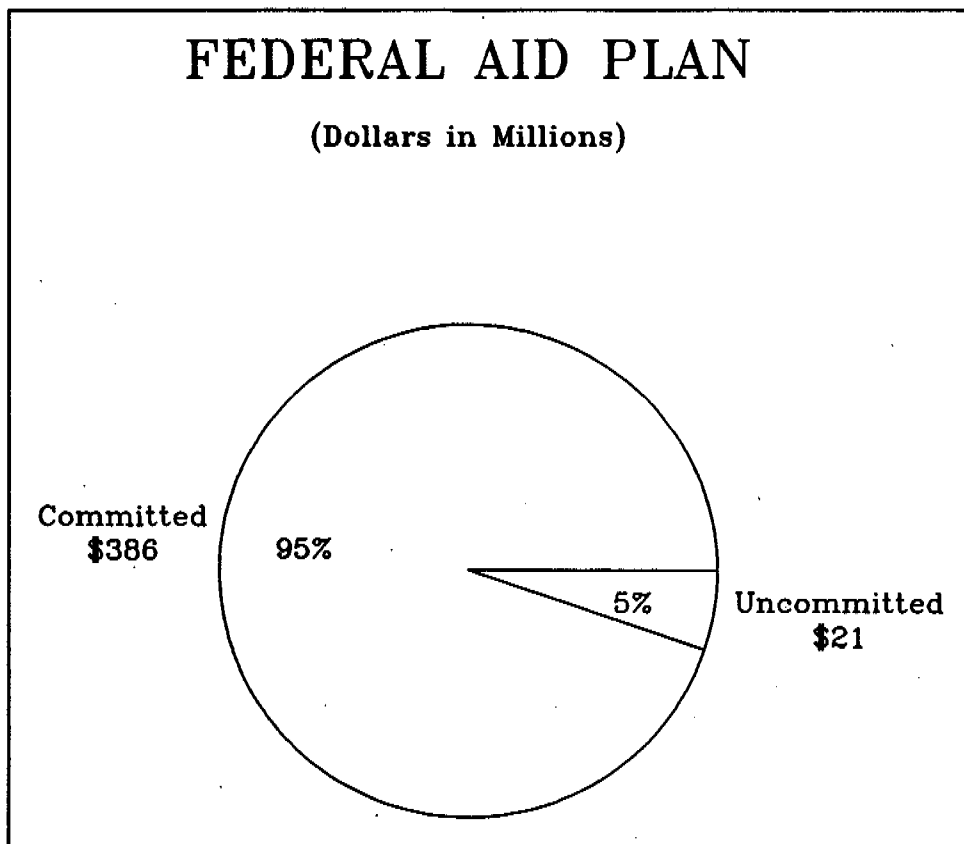 FEDERAL AID PLAN
(Dollars in Millions)
Committed
$386
95%
5%
Uncommitted
$21